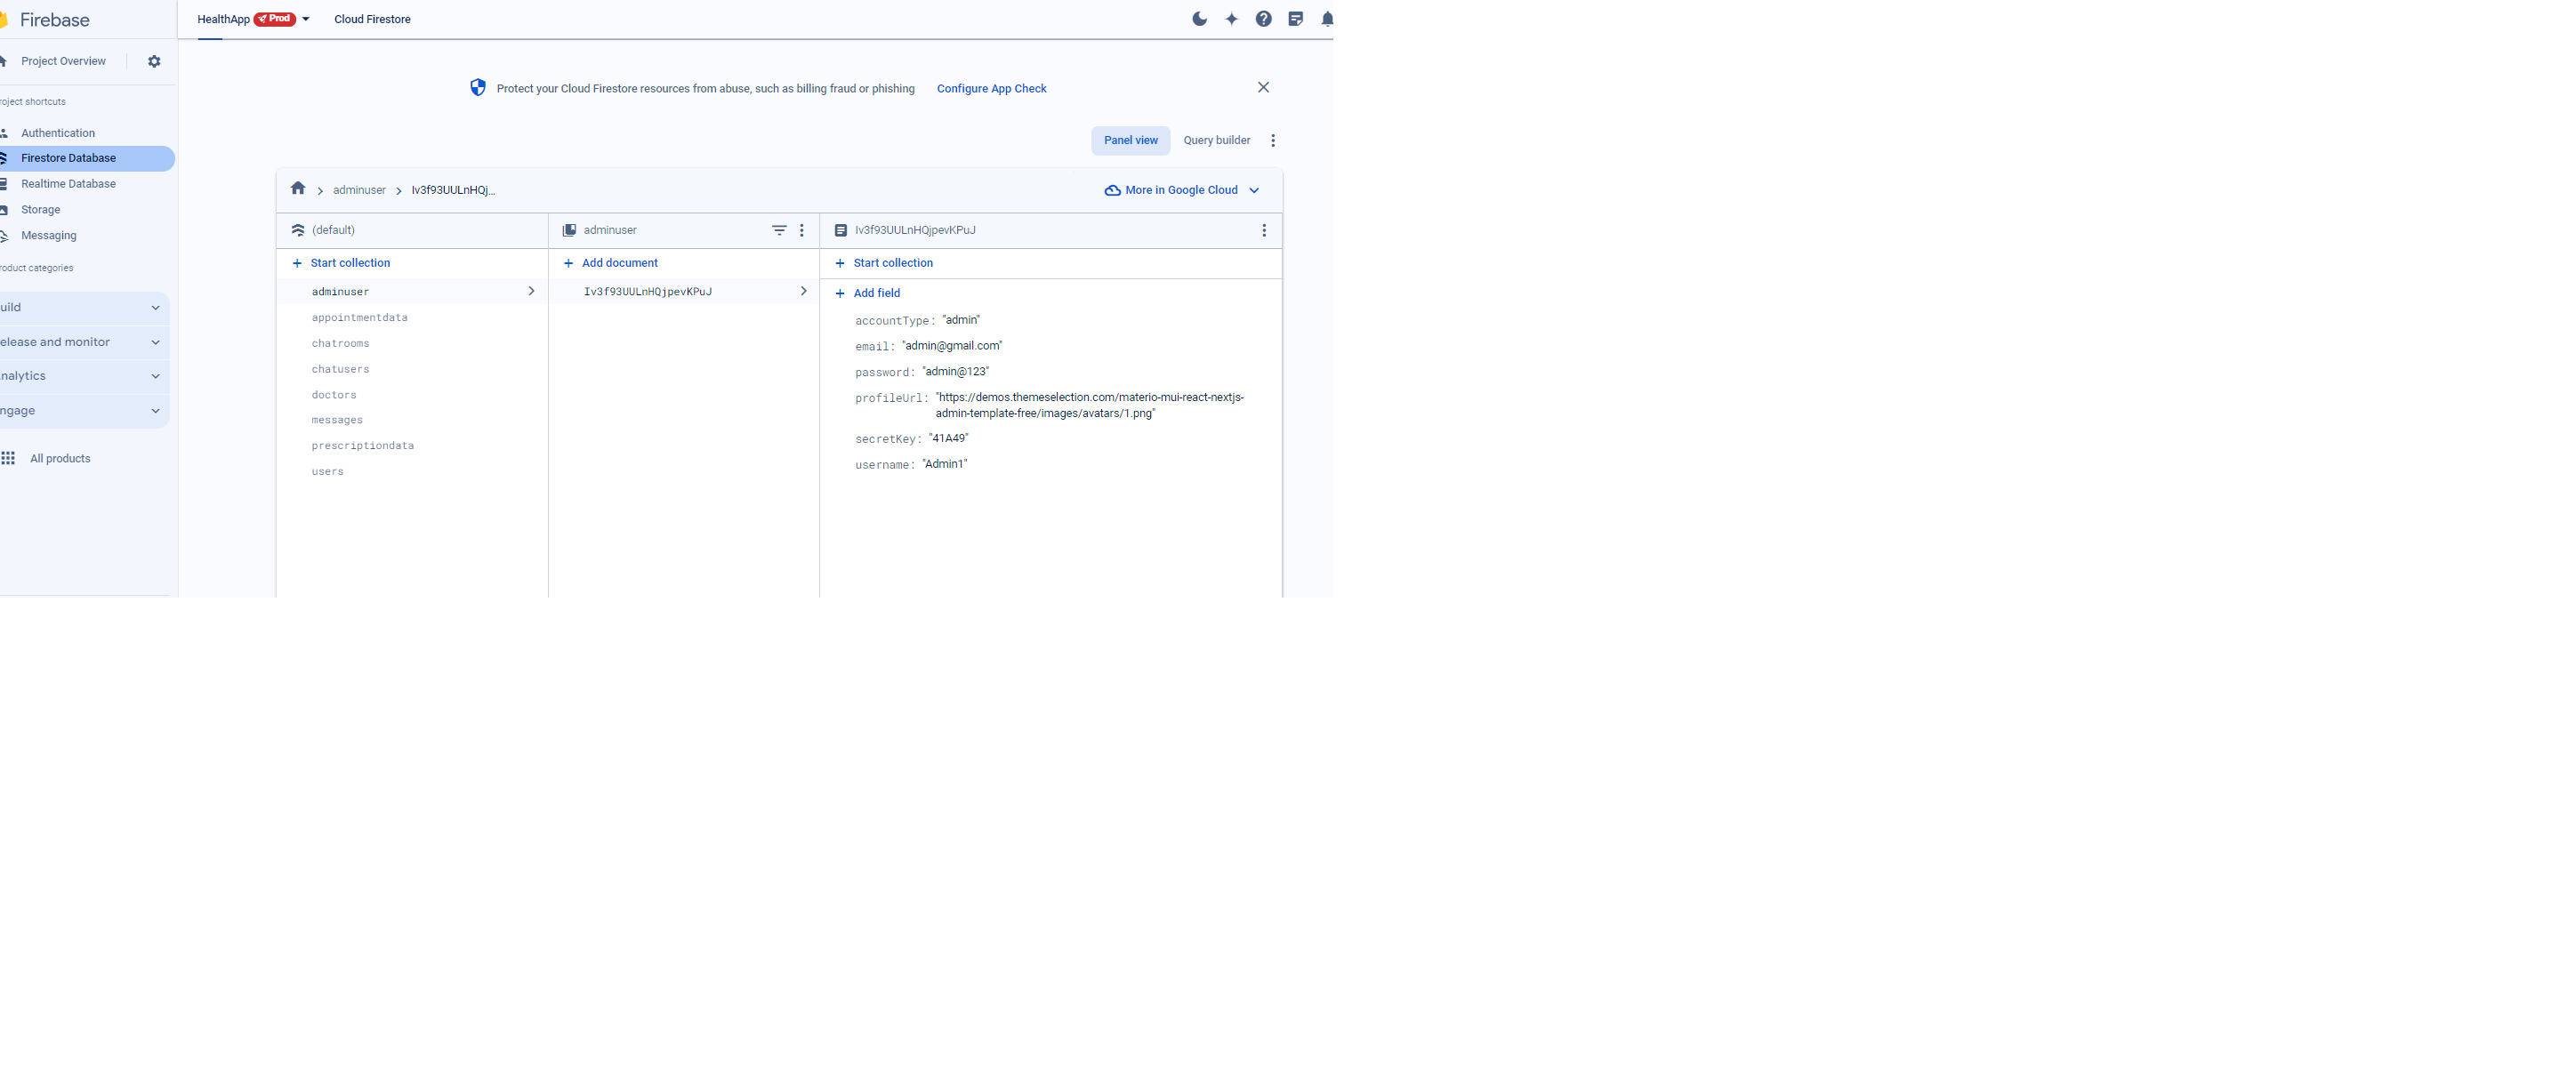 Firebase
HealthApp Prod Cloud Firestore
Project Overview
roject shortcuts
Authentication
Firestore Database
Realtime Database
Storage
Messaging
roduct categories
uild
elease and monitor
nalytics
ngage
All products
Protect your Cloud Firestore resources from abuse, such as billing fraud or phishing Configure App Check
Panel view Query builder
adminuser Iv3f93UULnHQj... More in Google Cloud
(default)
Start collection
adminuser
appointmentdata
chatrooms
chatusers
doctors
messages
prescriptiondata
users
adminuser
Add document
Iv3f93UULnHQjpevKPuJ
Iv3f93UULnHQjpevKPuJ
Start collection
Add field
accountType: "admin"
email: "admin@gmail.com"
password: "admin@123"
profileUrl: "https://demos.themeselection.com/materio-mui-react-nextjs-
admin-template-free/images/avatars/1.png"
secretKey: "41A49"
username: "Admin1"